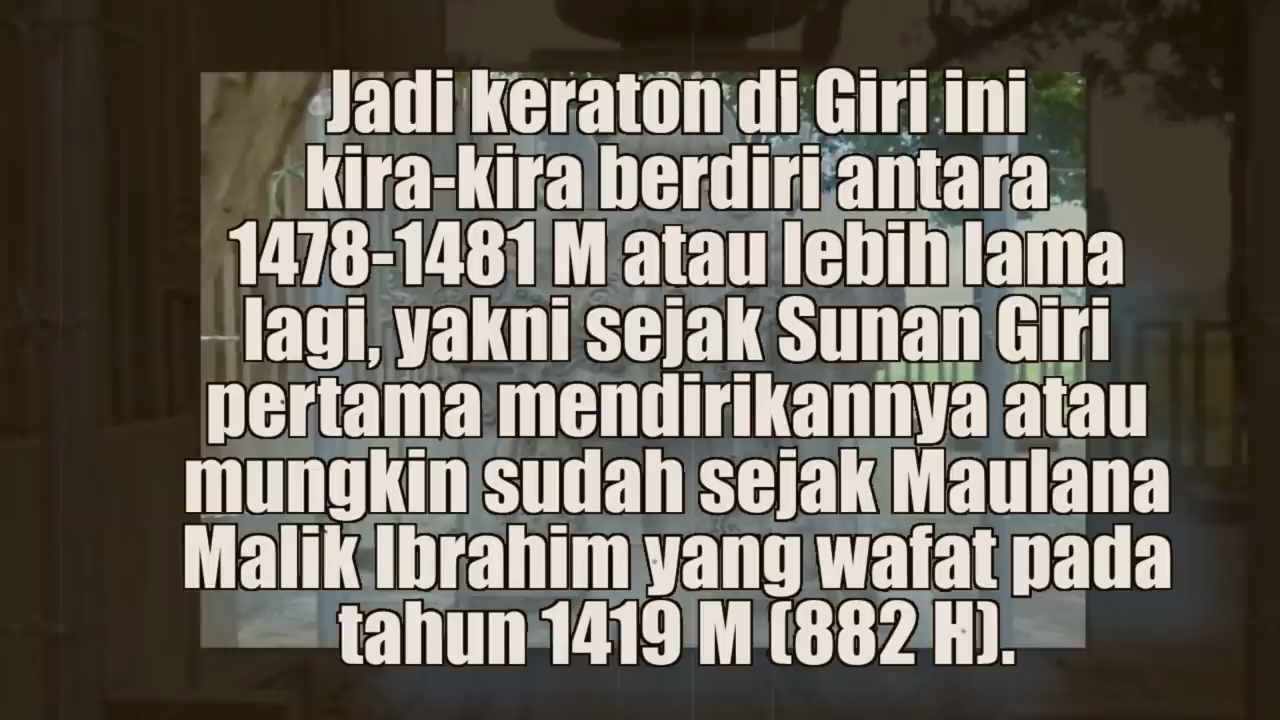 Jadi keraton di Giri ini
kira-kira berdiri antara
1478-1481 M atau lebih lama
lagi, yakni sejak Sunan Giri
pertama mendirikannya atau
mungkin sudah sejak Maulana
Malik Ibrahim yang wafat pada
tahun 1419 M (882 H).